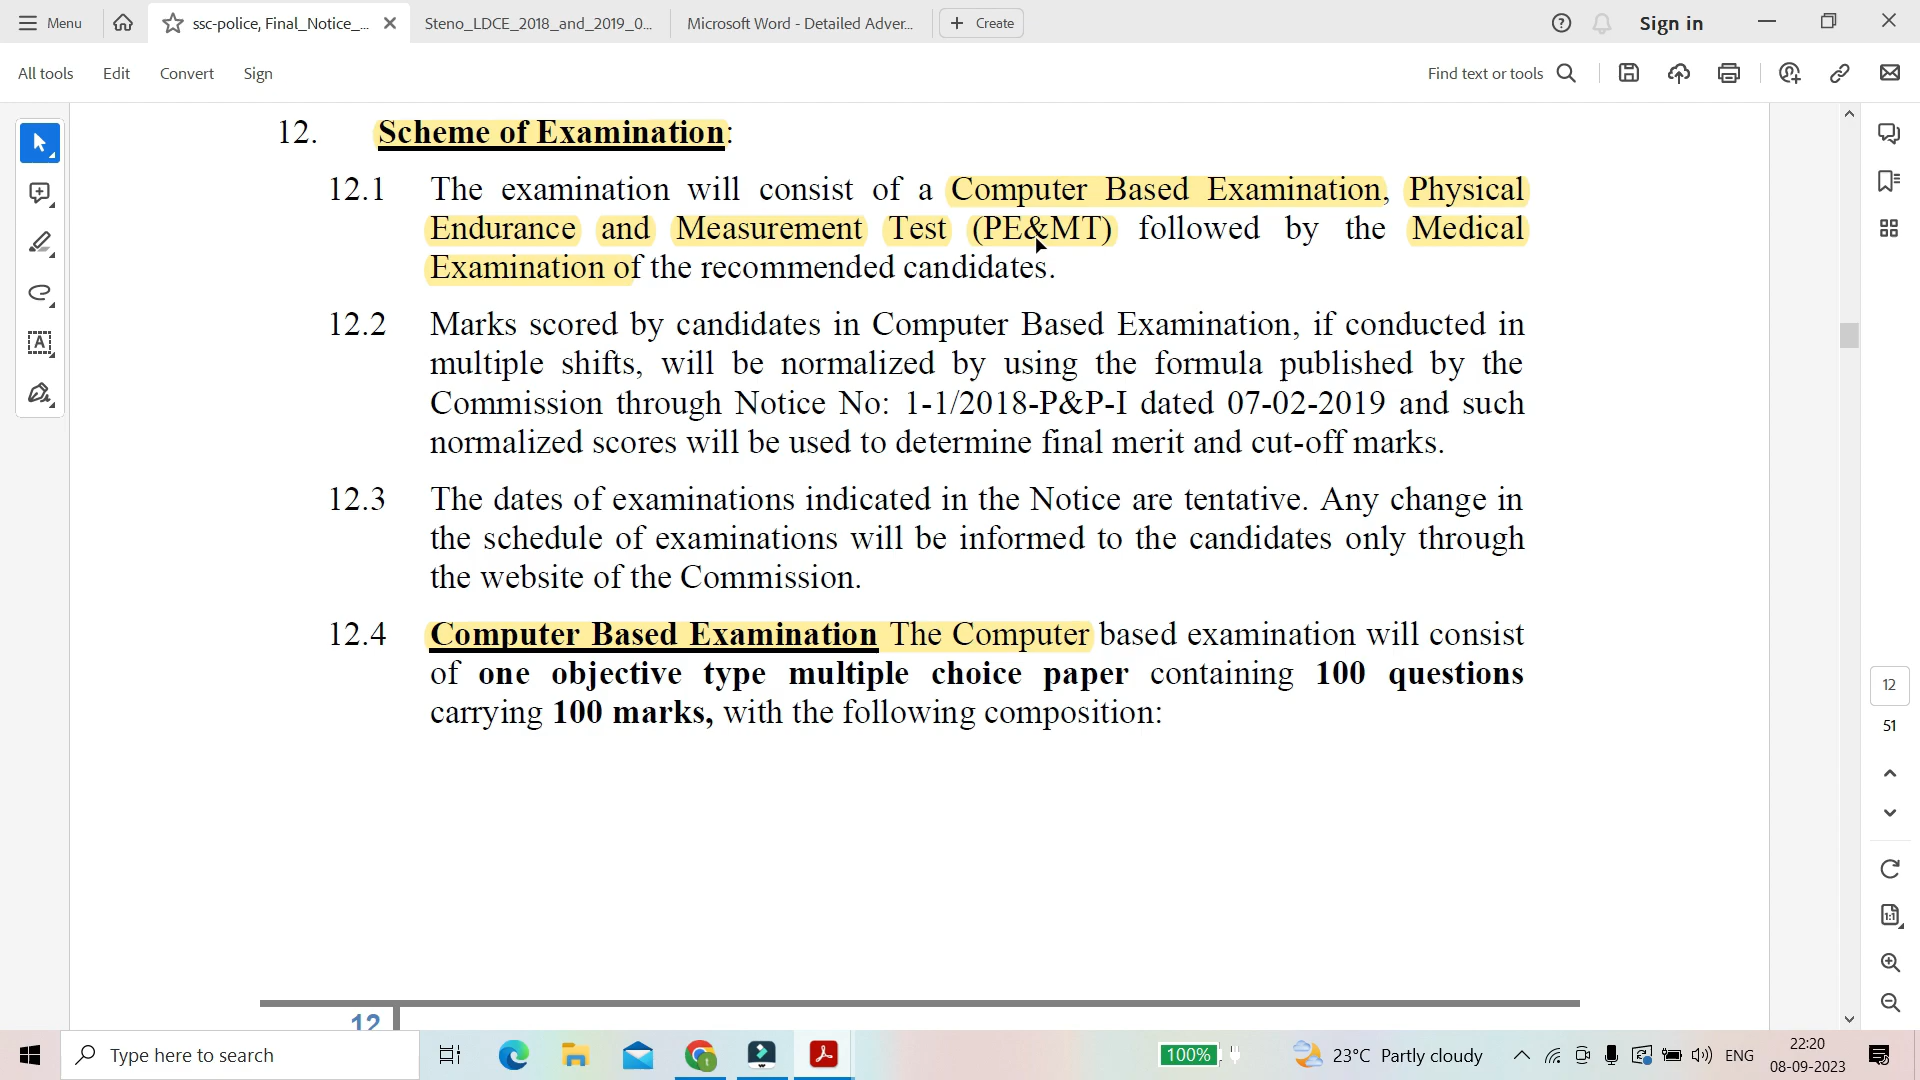 Menu
ssc-police, Final_Notice_...
Steno_LDCE_2018_and_2019_0...
Microsoft Word - Detailed Adver...
Create
Sign in
All tools
Edit
Convert
Sign
Find text or tools
12. Scheme of Examination:
12.1 The examination will consist of a Computer Based Examination, Physical
Endurance and Measurement Test (PE&MT) followed by the Medical
Examination of the recommended candidates.
12.2 Marks scored by candidates in Computer Based Examination, if conducted in
multiple shifts, will be normalized by using the formula published by the
Commission through Notice No: 1-1/2018-P&P-I dated 07-02-2019 and such
normalized scores will be used to determine final merit and cut-off marks.
12.3 The dates of examinations indicated in the Notice are tentative. Any change in
the schedule of examinations will be informed to the candidates only through
the website of the Commission.
12.4 Computer Based Examination The Computer based examination will consist
of one objective type multiple choice paper containing 100 questions
carrying 100 marks, with the following composition:
12
51
12
Type here to search
100%
23°C Partly cloudy
ENG
22:20
08-09-2023